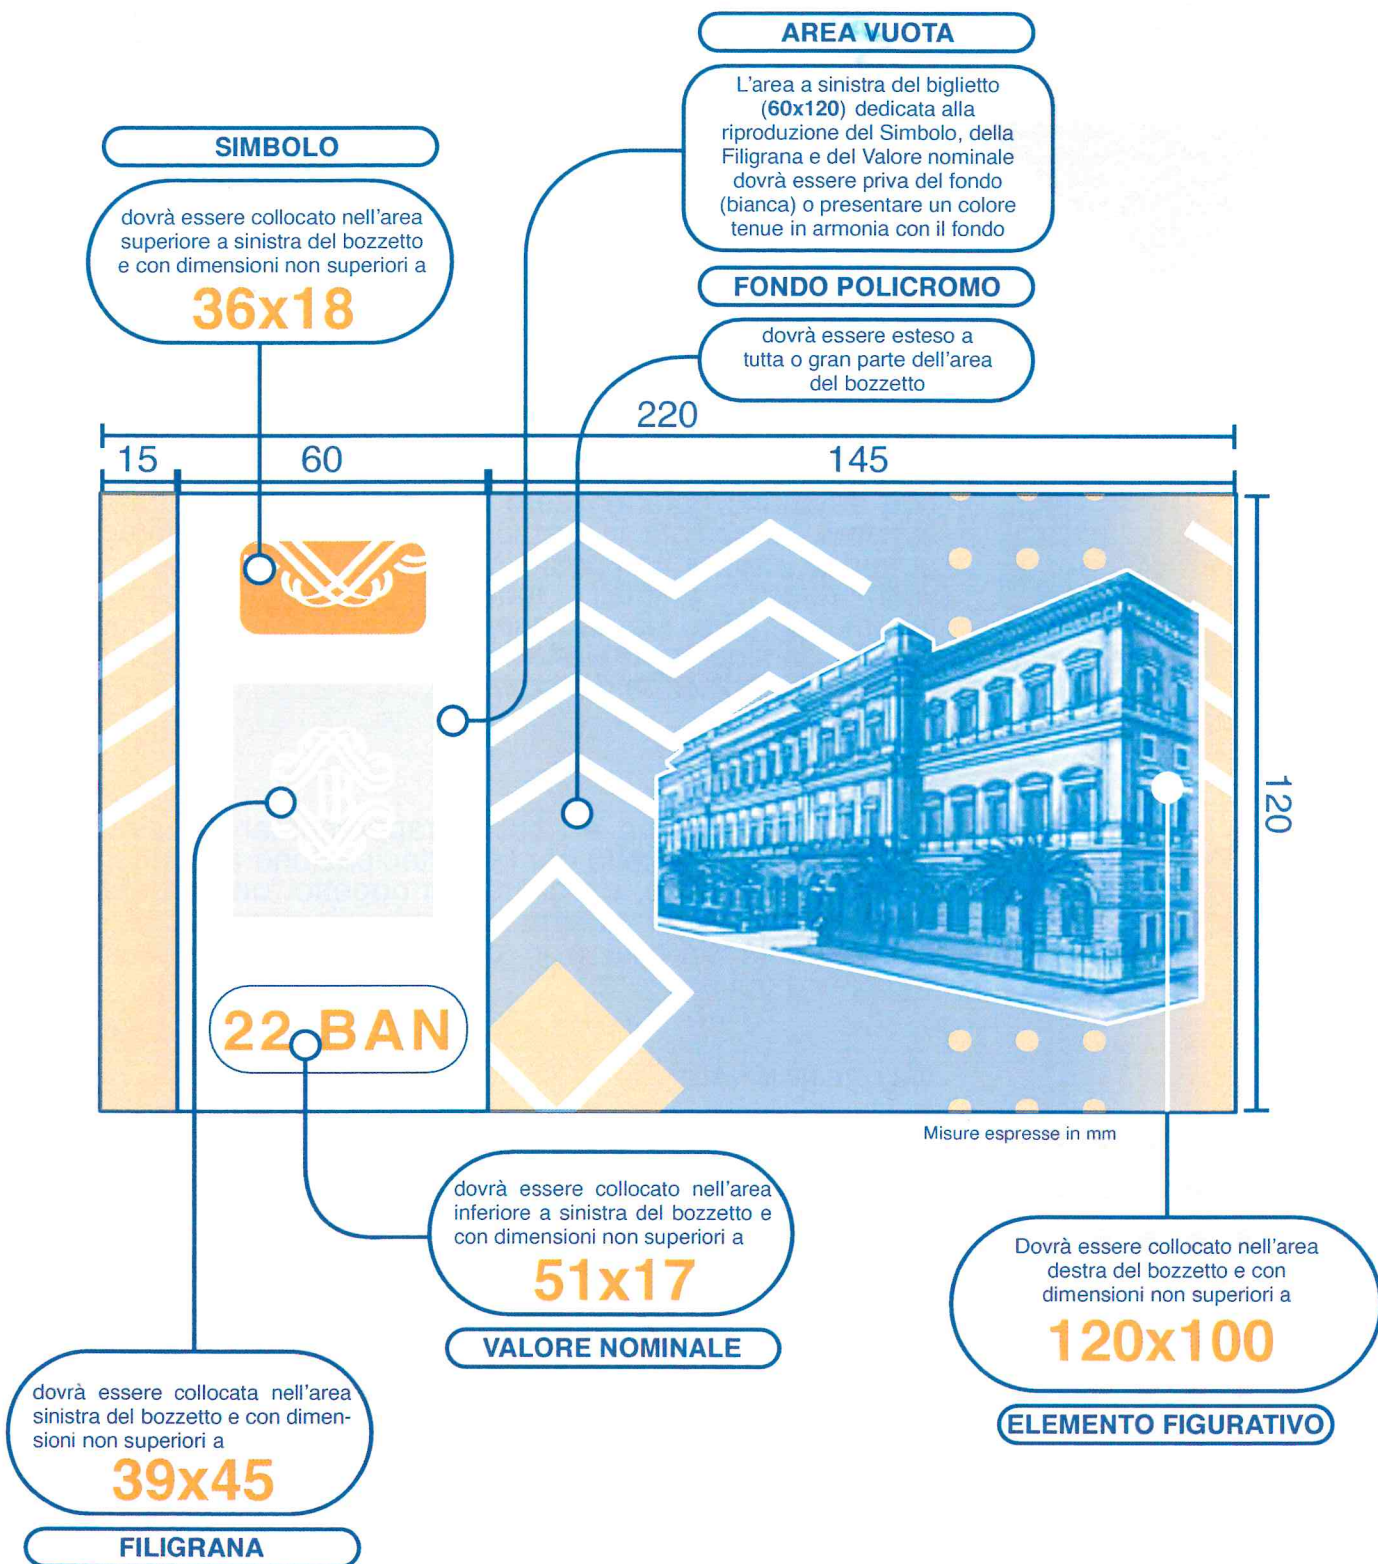 AREA VUOTA
L'area a sinistra del biglietto
(60x120) dedicata alla
riproduzione del Simbolo, della
Filigrana e del Valore nominale
dovrà essere priva del fondo
(bianca) o presentare un colore
tenue in armonia con il fondo
SIMBOLO
dovrà essere collocato nell'area
superiore a sinistra del bozzetto
e con dimensioni non superiori a
36x18
FONDO POLICROMO
dovrà essere esteso a
tutta o gran parte dell'area
del bozzetto
220
15
60
145
120
22 BAN
Misure espresse in mm
dovrà essere collocato nell'area
inferiore a sinistra del bozzetto e
con dimensioni non superiori a
51x17
VALORE NOMINALE
Dovrà essere collocato nell'area
destra del bozzetto e con
dimensioni non superiori a
120x100
ELEMENTO FIGURATIVO
dovrà essere collocata nell'area
sinistra del bozzetto e con dimen-
sioni non superiori a
39x45
FILIGRANA